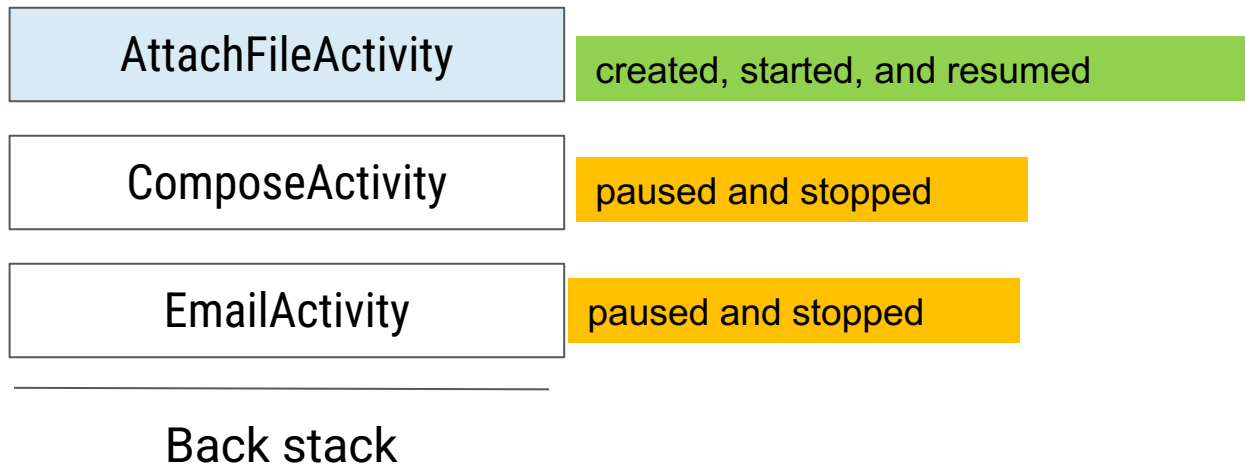 AttachFileActivity
created, started, and resumed
ComposeActivity
paused and stopped
EmailActivity
paused and stopped
Back stack